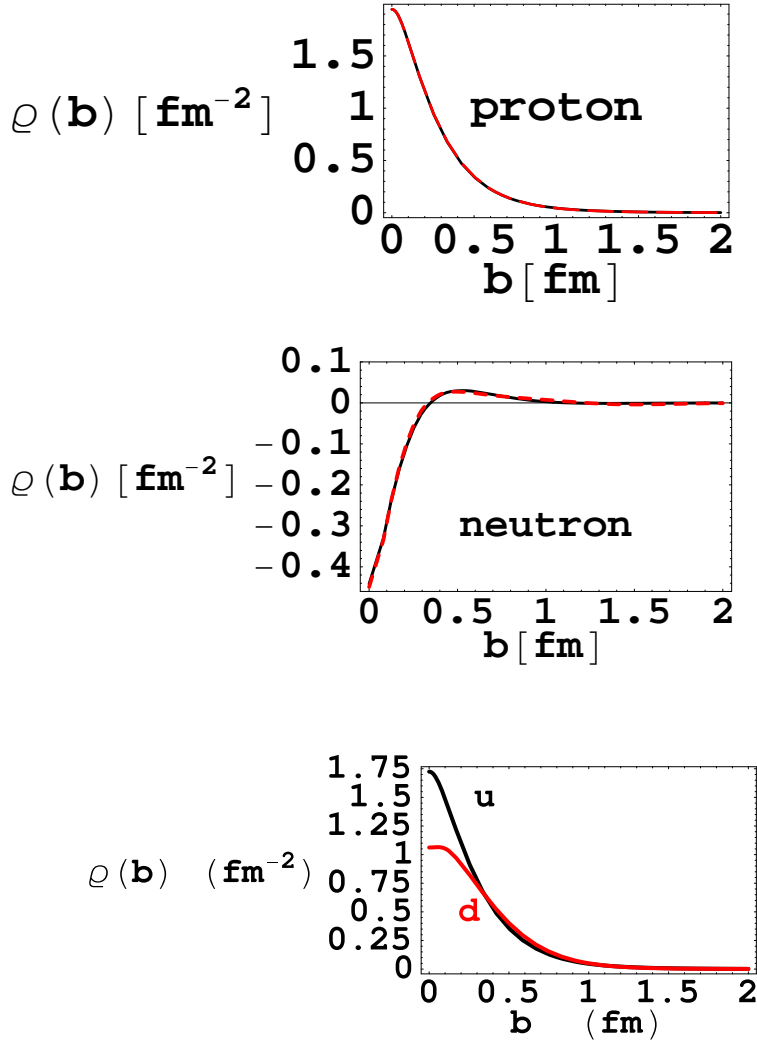 1.5
1
0.5
0
ϱ(b)[fm⁻²]
proton
0 0.5 1 1.5 2
b[fm]
0.1
0
-0.1
-0.2
-0.3
-0.4
ϱ(b)[fm⁻²]
neutron
0 0.5 1 1.5 2
b[fm]
1.75
1.5
1.25
1
0.75
0.5
0.25
0
ϱ(b) (fm⁻²)
u
d
0 0.5 1 1.5 2
b (fm)